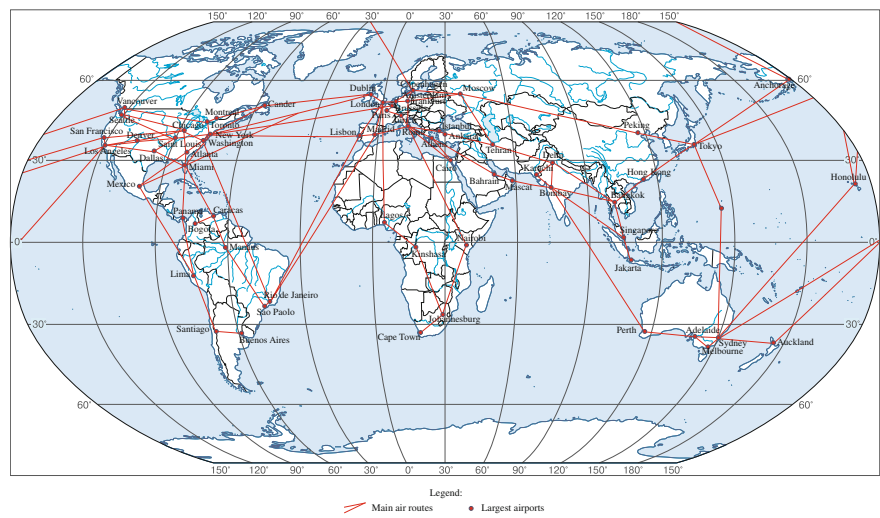 150° 120° 90° 60° 30° 0° 30° 60° 90° 120° 150° 180° 150°
60° 60°
Anchorage
Dublin
Moscow
London
Frankfurt
Paris
Vancouver
Seattle
Montreal
Gander
San Francisco
Denver
Chicago
Toronto
New York
Saint Louis
Washington
Los Angeles
Dallas
Atlanta
Miami
Lisbon
Madrid
Rome
Istanbul
Ankara
Athens
Tehran
Peking
Tokyo
30° 30°
Cairo
Delhi
Karachi
Bahrain
Mascat
Bombay
Hong Kong
Bangkok
Honolulu
Mexico
Panama
Caracas
Bogota
Lagos
Nairobi
Singapore
0° 0°
Manaus
Kinshasa
Jakarta
Lima
Rio de Janeiro
Sao Paolo
Johannesburg
30° 30°
Santiago
Buenos Aires
Cape Town
Perth
Adelaide
Sydney
Melbourne
Auckland
60° 60°
150° 120° 90° 60° 30° 0° 30° 60° 90° 120° 150° 180° 150°
Legend:
Main air routes Largest airports